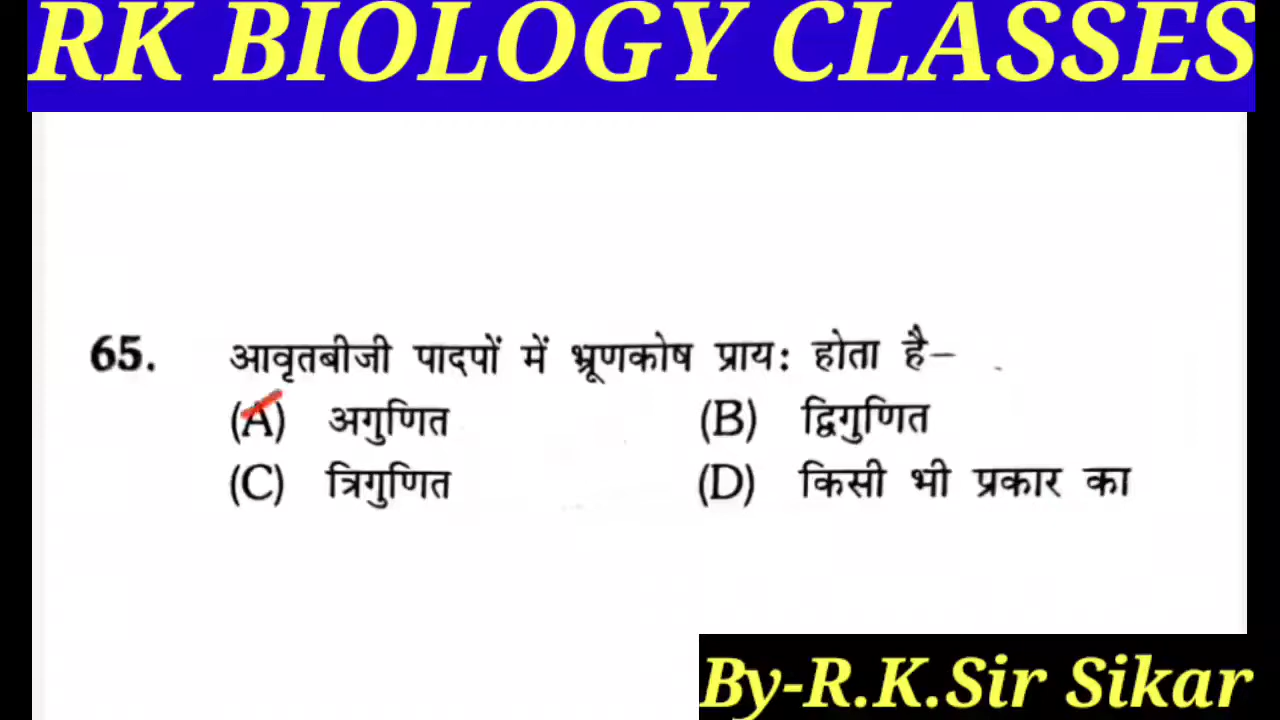 RK BIOLOGY CLASSES
65. आवृतबीजी पादपों में भ्रूणकोष प्रायः होता है–
(A) अगुणित (B) द्विगुणित
(C) त्रिगुणित (D) किसी भी प्रकार का
By-R.K.Sir Sikar